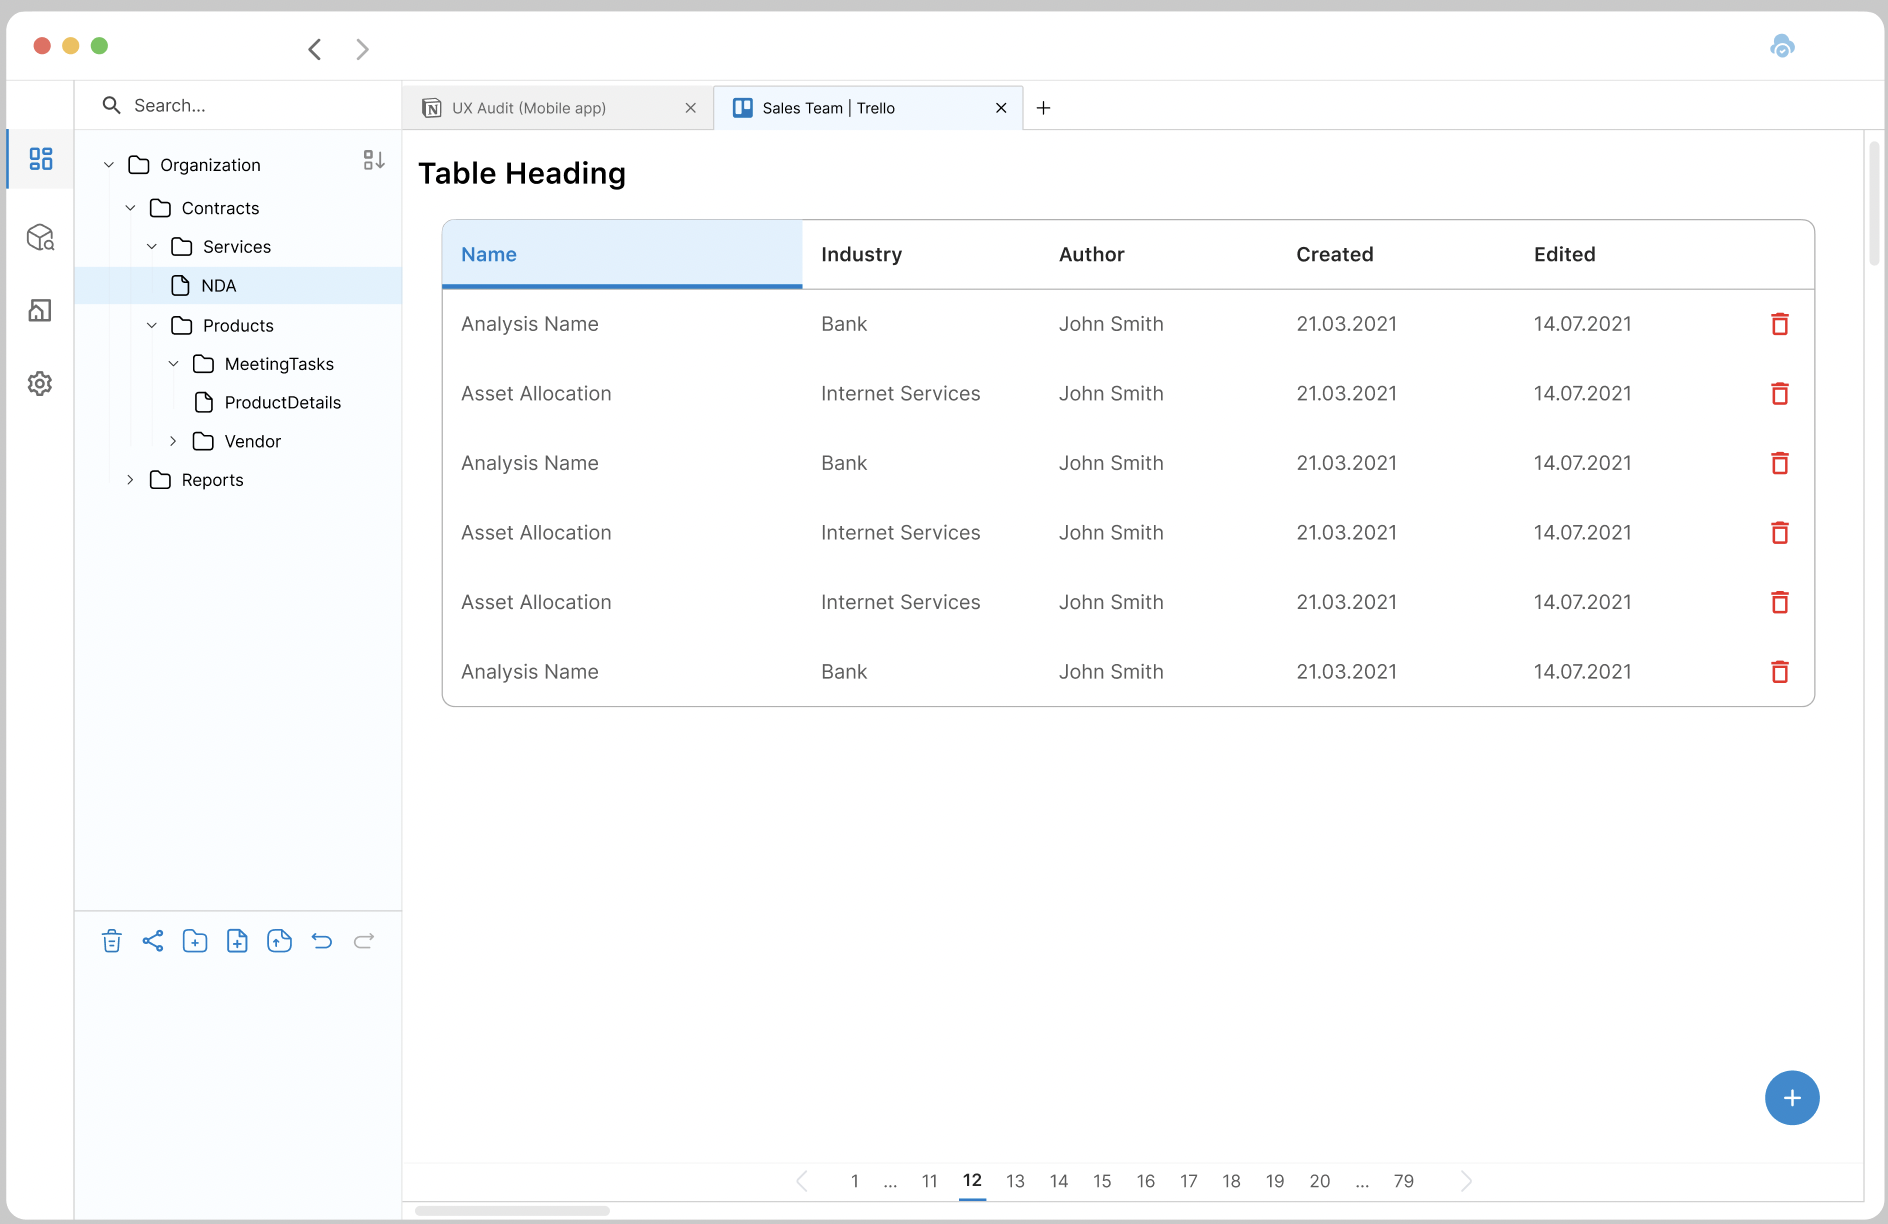 Search...
UX Audit (Mobile app)
Sales Team | Trello
Organization
Contracts
Services
NDA
Products
MeetingTasks
ProductDetails
Vendor
Reports
Table Heading
Name Industry Author Created Edited
Analysis Name Bank John Smith 21.03.2021 14.07.2021
Asset Allocation Internet Services John Smith 21.03.2021 14.07.2021
Analysis Name Bank John Smith 21.03.2021 14.07.2021
Asset Allocation Internet Services John Smith 21.03.2021 14.07.2021
Asset Allocation Internet Services John Smith 21.03.2021 14.07.2021
Analysis Name Bank John Smith 21.03.2021 14.07.2021
1 ... 11 12 13 14 15 16 17 18 19 20 ... 79